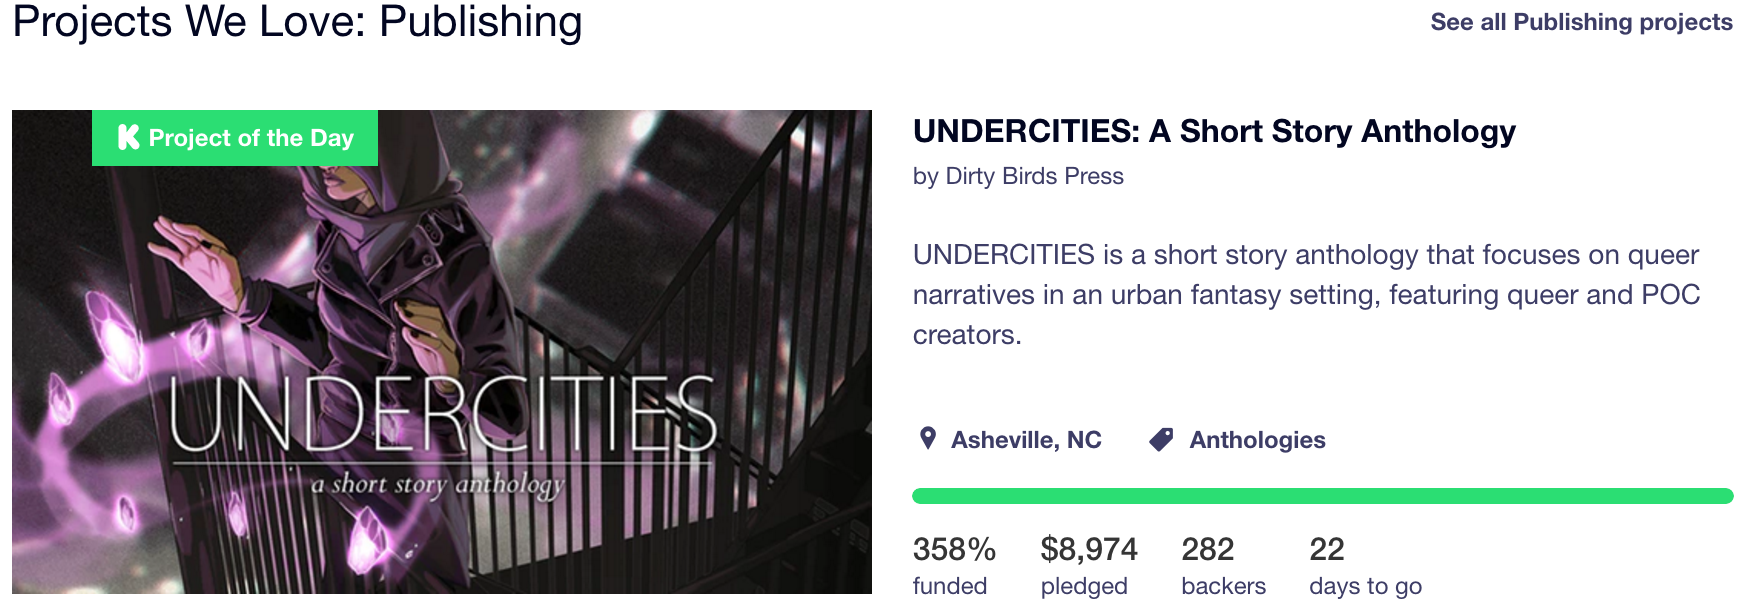 Projects We Love: Publishing
See all Publishing projects
Project of the Day
UNDERCITIES
a short story anthology
UNDERCITIES: A Short Story Anthology
by Dirty Birds Press
UNDERCITIES is a short story anthology that focuses on queer
narratives in an urban fantasy setting, featuring queer and POC
creators.
Asheville, NC
Anthologies
358%
funded
$8,974
pledged
282
backers
22
days to go